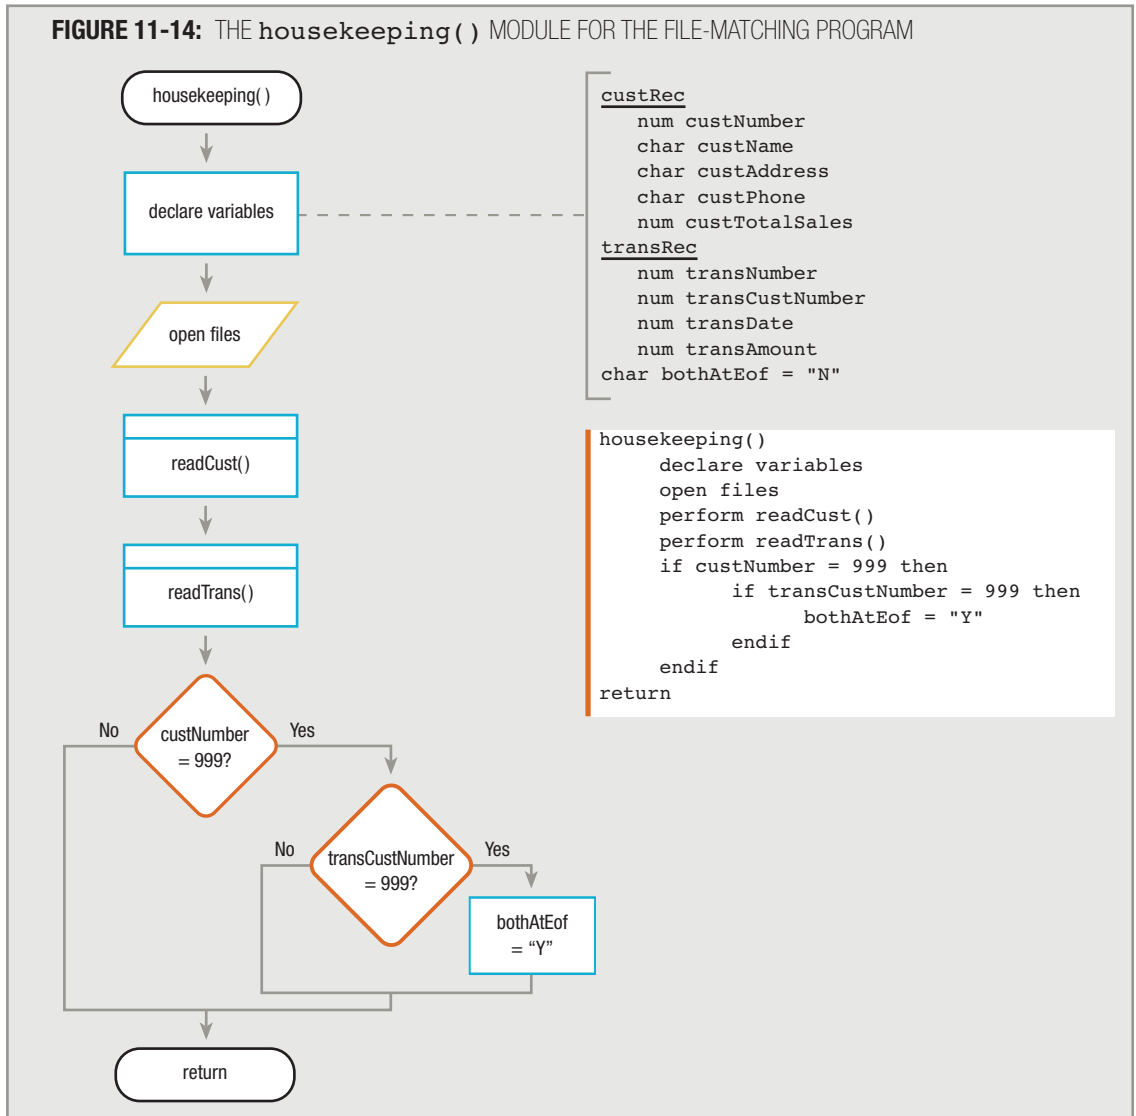 FIGURE 11-14: THE housekeeping() MODULE FOR THE FILE-MATCHING PROGRAM
housekeeping( )
declare variables
open files
readCust( )
readTrans( )
custNumber
= 999?
No
Yes
transCustNumber
= 999?
No
Yes
bothAtEof
= “Y”
return
custRec
num custNumber
char custName
char custAddress
char custPhone
num custTotalSales
transRec
num transNumber
num transCustNumber
num transDate
num transAmount
char bothAtEof = "N"
housekeeping()
declare variables
open files
perform readCust()
perform readTrans()
if custNumber = 999 then
if transCustNumber = 999 then
bothAtEof = "Y"
endif
endif
return